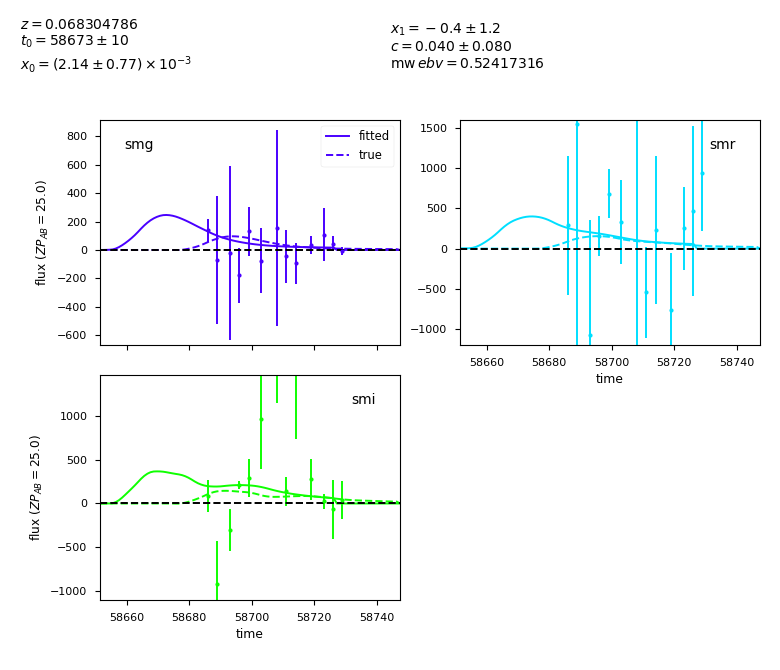 z = 0.068304786
t₀ = 58673 ± 10
x₀ = (2.14 ± 0.77) × 10⁻³
x₁ = −0.4 ± 1.2
c = 0.040 ± 0.080
mw ebv = 0.52417316
smg
fitted
true
800
600
400
200
0
−200
−400
−600
flux (ZP_AB = 25.0)
smr
1500
1000
500
0
−500
−1000
58660 58680 58700 58720 58740
time
smi
1000
500
0
−500
−1000
flux (ZP_AB = 25.0)
58660 58680 58700 58720 58740
time